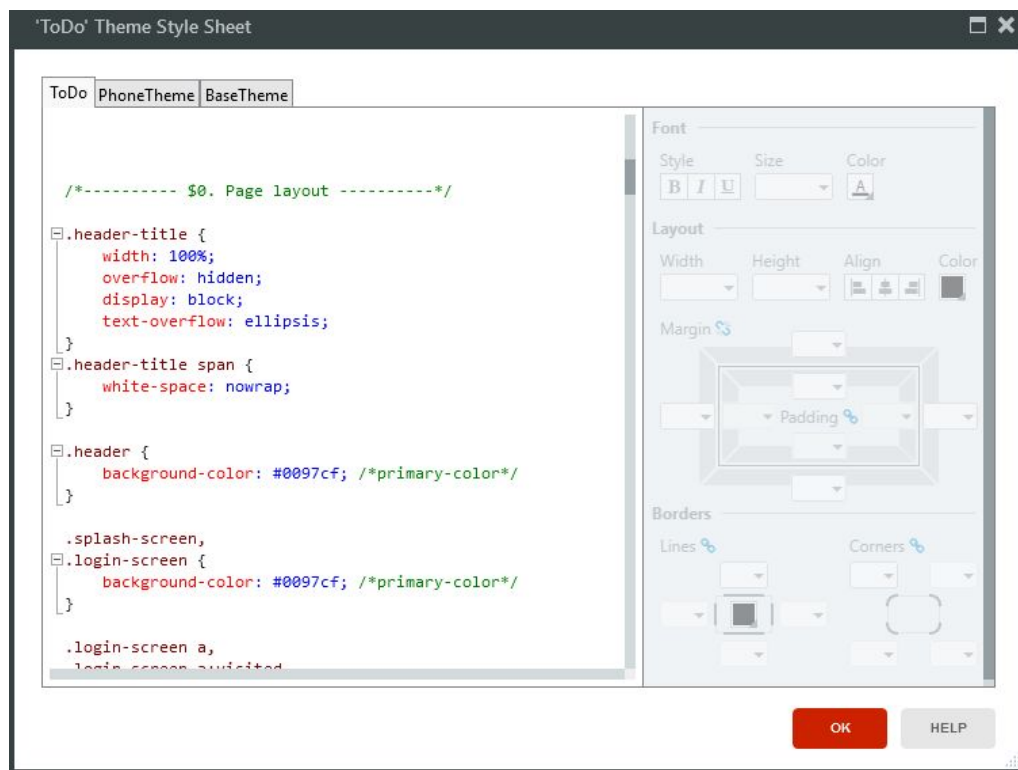 'ToDo' Theme Style Sheet
ToDo PhoneTheme BaseTheme
/*---------- $0. Page layout ----------*/
.header-title {
width: 100%;
overflow: hidden;
display: block;
text-overflow: ellipsis;
}
.header-title span {
white-space: nowrap;
}
.header {
background-color: #0097cf; /*primary-color*/
}
.splash-screen,
.login-screen {
background-color: #0097cf; /*primary-color*/
}
.login-screen a,
.login-screen a:visited
Font
Style Size Color
B I U A
Layout
Width Height Align Color
Margin
Padding
Borders
Lines Corners
OK HELP